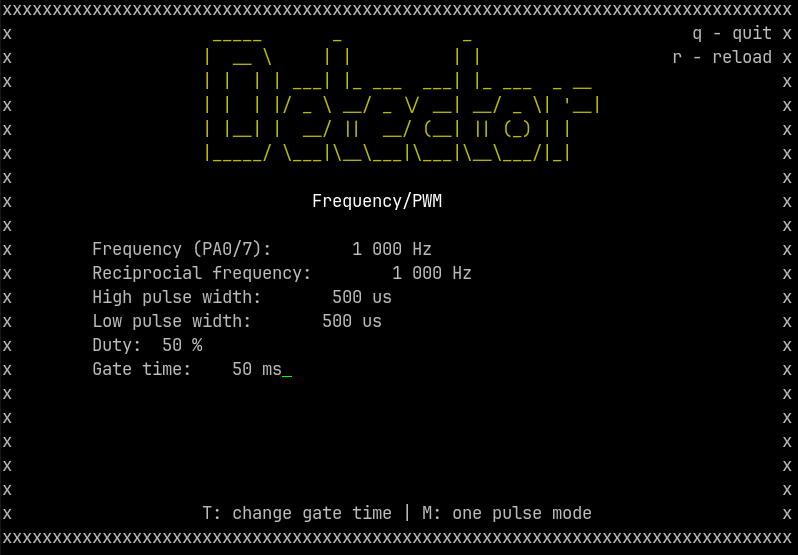 xxxxxxxxxxxxxxxxxxxxxxxxxxxxxxxxxxxxxxxxxxxxxxxxxxxxxxxxxxxxxxxxxxxxxxxxxxxxxxx
q - quit
Detector
r - reload
Frequency/PWM
Frequency (PA0/7): 1 000 Hz
Reciprocial frequency: 1 000 Hz
High pulse width: 500 us
Low pulse width: 500 us
Duty: 50 %
Gate time: 50 ms_
T: change gate time | M: one pulse mode
xxxxxxxxxxxxxxxxxxxxxxxxxxxxxxxxxxxxxxxxxxxxxxxxxxxxxxxxxxxxxxxxxxxxxxxxxxxxxxx